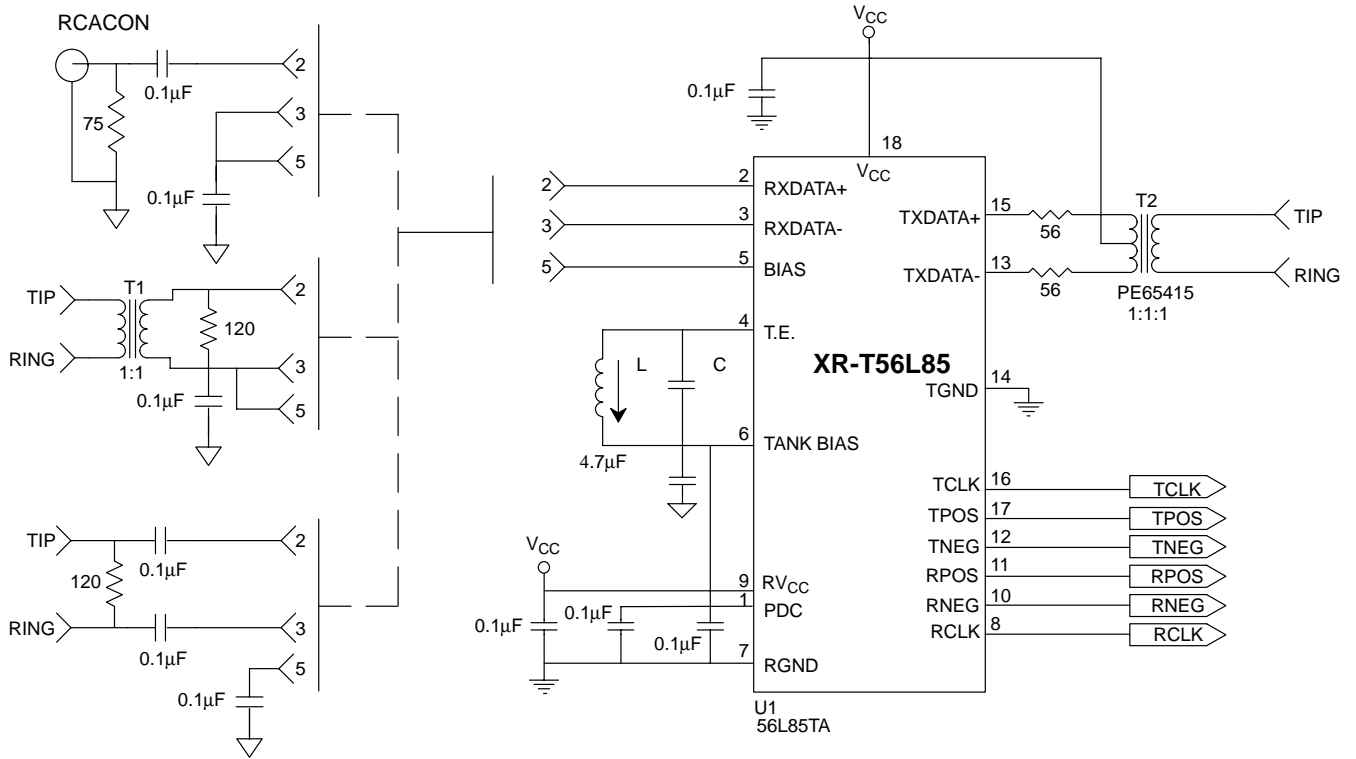 RCACON
2
0.1µF
75
3
5
0.1µF
TIP
RING
T1
1:1
120
2
3
5
0.1µF
TIP
RING
120
0.1µF
0.1µF
2
3
5
0.1µF
VCC
0.1µF
18
VCC
2
2
RXDATA+
3
3
RXDATA-
5
5
BIAS
4
T.E.
L
C
XR-T56L85
6
TANK BIAS
4.7µF
VCC
9
RVCC
1
PDC
0.1µF
0.1µF
0.1µF
7
RGND
TXDATA+
15
56
T2
TIP
TXDATA-
13
56
RING
PE65415
1:1:1
TGND
14
TCLK
16
TCLK
TPOS
17
TPOS
TNEG
12
TNEG
RPOS
11
RPOS
RNEG
10
RNEG
RCLK
8
RCLK
U1
56L85TA